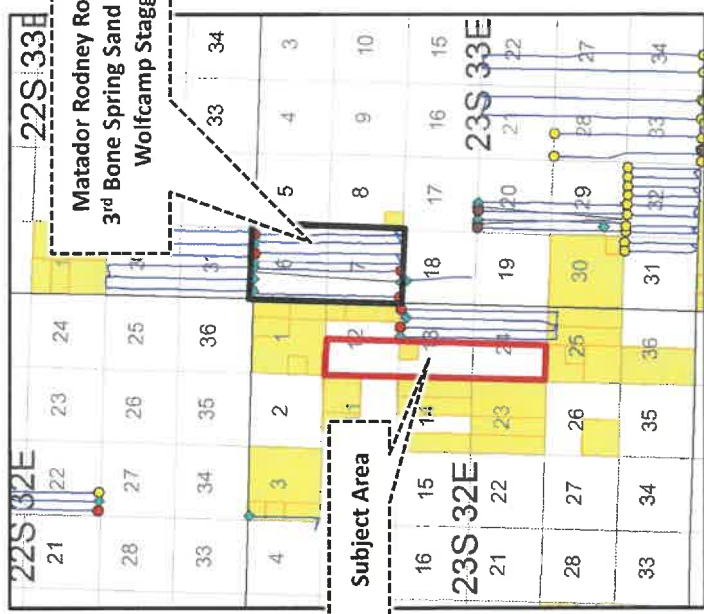 22S 32E
22S 33E
Matador Rodney Ro
3rd Bone Spring Sand
Wolfcamp Stagg
21 22 23 24
28 27 26 25
33 34 35 36 33 34
4 3 2 1 6 5 4 3
12 7 8 9 10
Subject Area
16 15 14 13 18 17 16 15
23S 32E
23S 33E
21 22 23 24 19 20 21 22
28 27 26 25 30 29 28 27
33 34 35 36 31 32 33 34